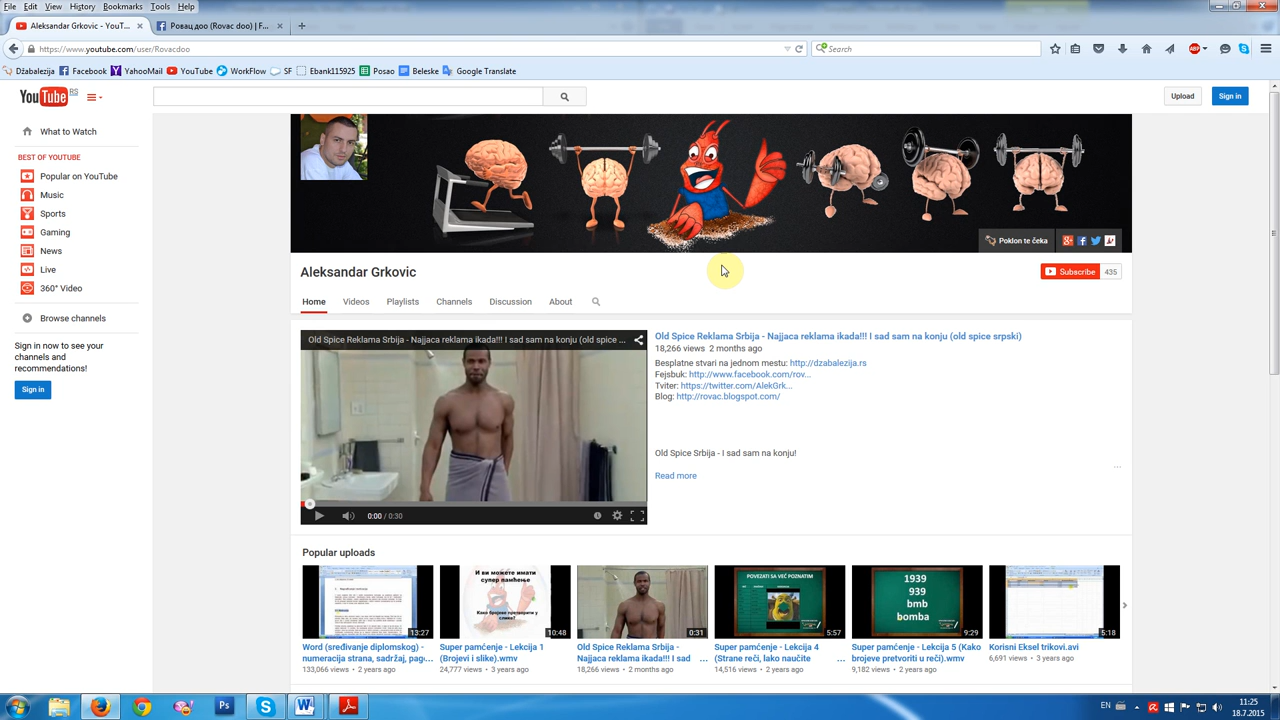 File Edit View History Bookmarks Tools Help
Aleksandar Grkovic - YouT... × Ровац доо (Rovac doo) | F... × +
https://www.youtube.com/user/Rovacdoo Search
Džabalezija Facebook YahooMail YouTube WorkFlow SF Ebank115925 Posao Beleske Google Translate
YouTube RS Upload Sign in
What to Watch
BEST OF YOUTUBE
Popular on YouTube
Music
Sports
Gaming
News
Live
360° Video
Browse channels
Sign in now to see your
channels and
recommendations!
Sign in
Poklon te čeka
Aleksandar Grkovic
Subscribe 435
Home Videos Playlists Channels Discussion About
Old Spice Reklama Srbija - Najjaca reklama ikada!!! I sad sam na konju (old spice ...
0:00 / 0:30
Old Spice Reklama Srbija - Najjaca reklama ikada!!! I sad sam na konju (old spice srpski)
18,266 views 2 months ago
Besplatne stvari na jednom mestu: http://dzabalezija.rs
Fejsbuk: http://www.facebook.com/rov...
Tviter: https://twitter.com/AlekGrk...
Blog: http://rovac.blogspot.com/
Old Spice Srbija - I sad sam na konju!
...
Read more
Popular uploads
13:27
Word (sređivanje diplomskog) -
numeracija strana, sadržaj, pag...
133,066 views • 2 years ago
И ви можете имати
супер памћење
Како бројеве претворити у
слике?
Super pamćenje - Lekcija 1
(Brojevi i slike).wmv
24,777 views • 3 years ago
0:31
Old Spice Reklama Srbija -
Najjaca reklama ikada!!! I sad ...
18,266 views • 2 months ago
POVEZATI SA VEĆ POZNATIM
5:57
Super pamćenje - Lekcija 4
(Strane reči, lako naučite ...
14,516 views • 2 years ago
1939
939
bmb
bomba
9:29
Super pamćenje - Lekcija 5 (Kako
brojeve pretvoriti u reči).wmv
9,182 views • 2 years ago
5:18
Korisni Eksel trikovi.avi
6,691 views • 3 years ago
EN 11:25
18.7.2015